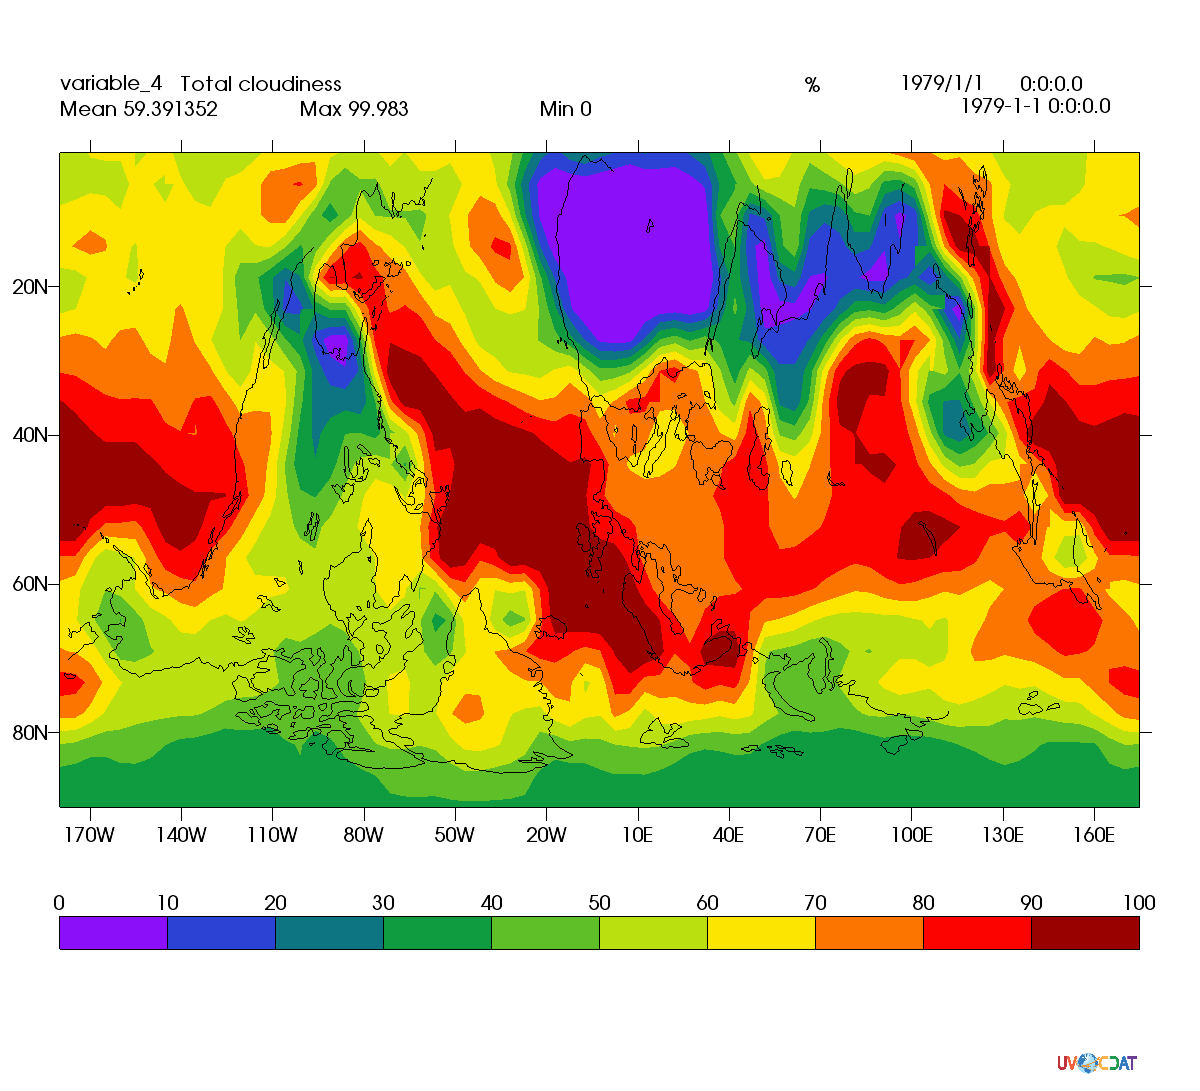 variable_4 Total cloudiness % 1979/1/1 0:0:0.0
Mean 59.391352 Max 99.983 Min 0 1979-1-1 0:0:0.0
20N
40N
60N
80N
170W 140W 110W 80W 50W 20W 10E 40E 70E 100E 130E 160E
0 10 20 30 40 50 60 70 80 90 100
UV CDAT